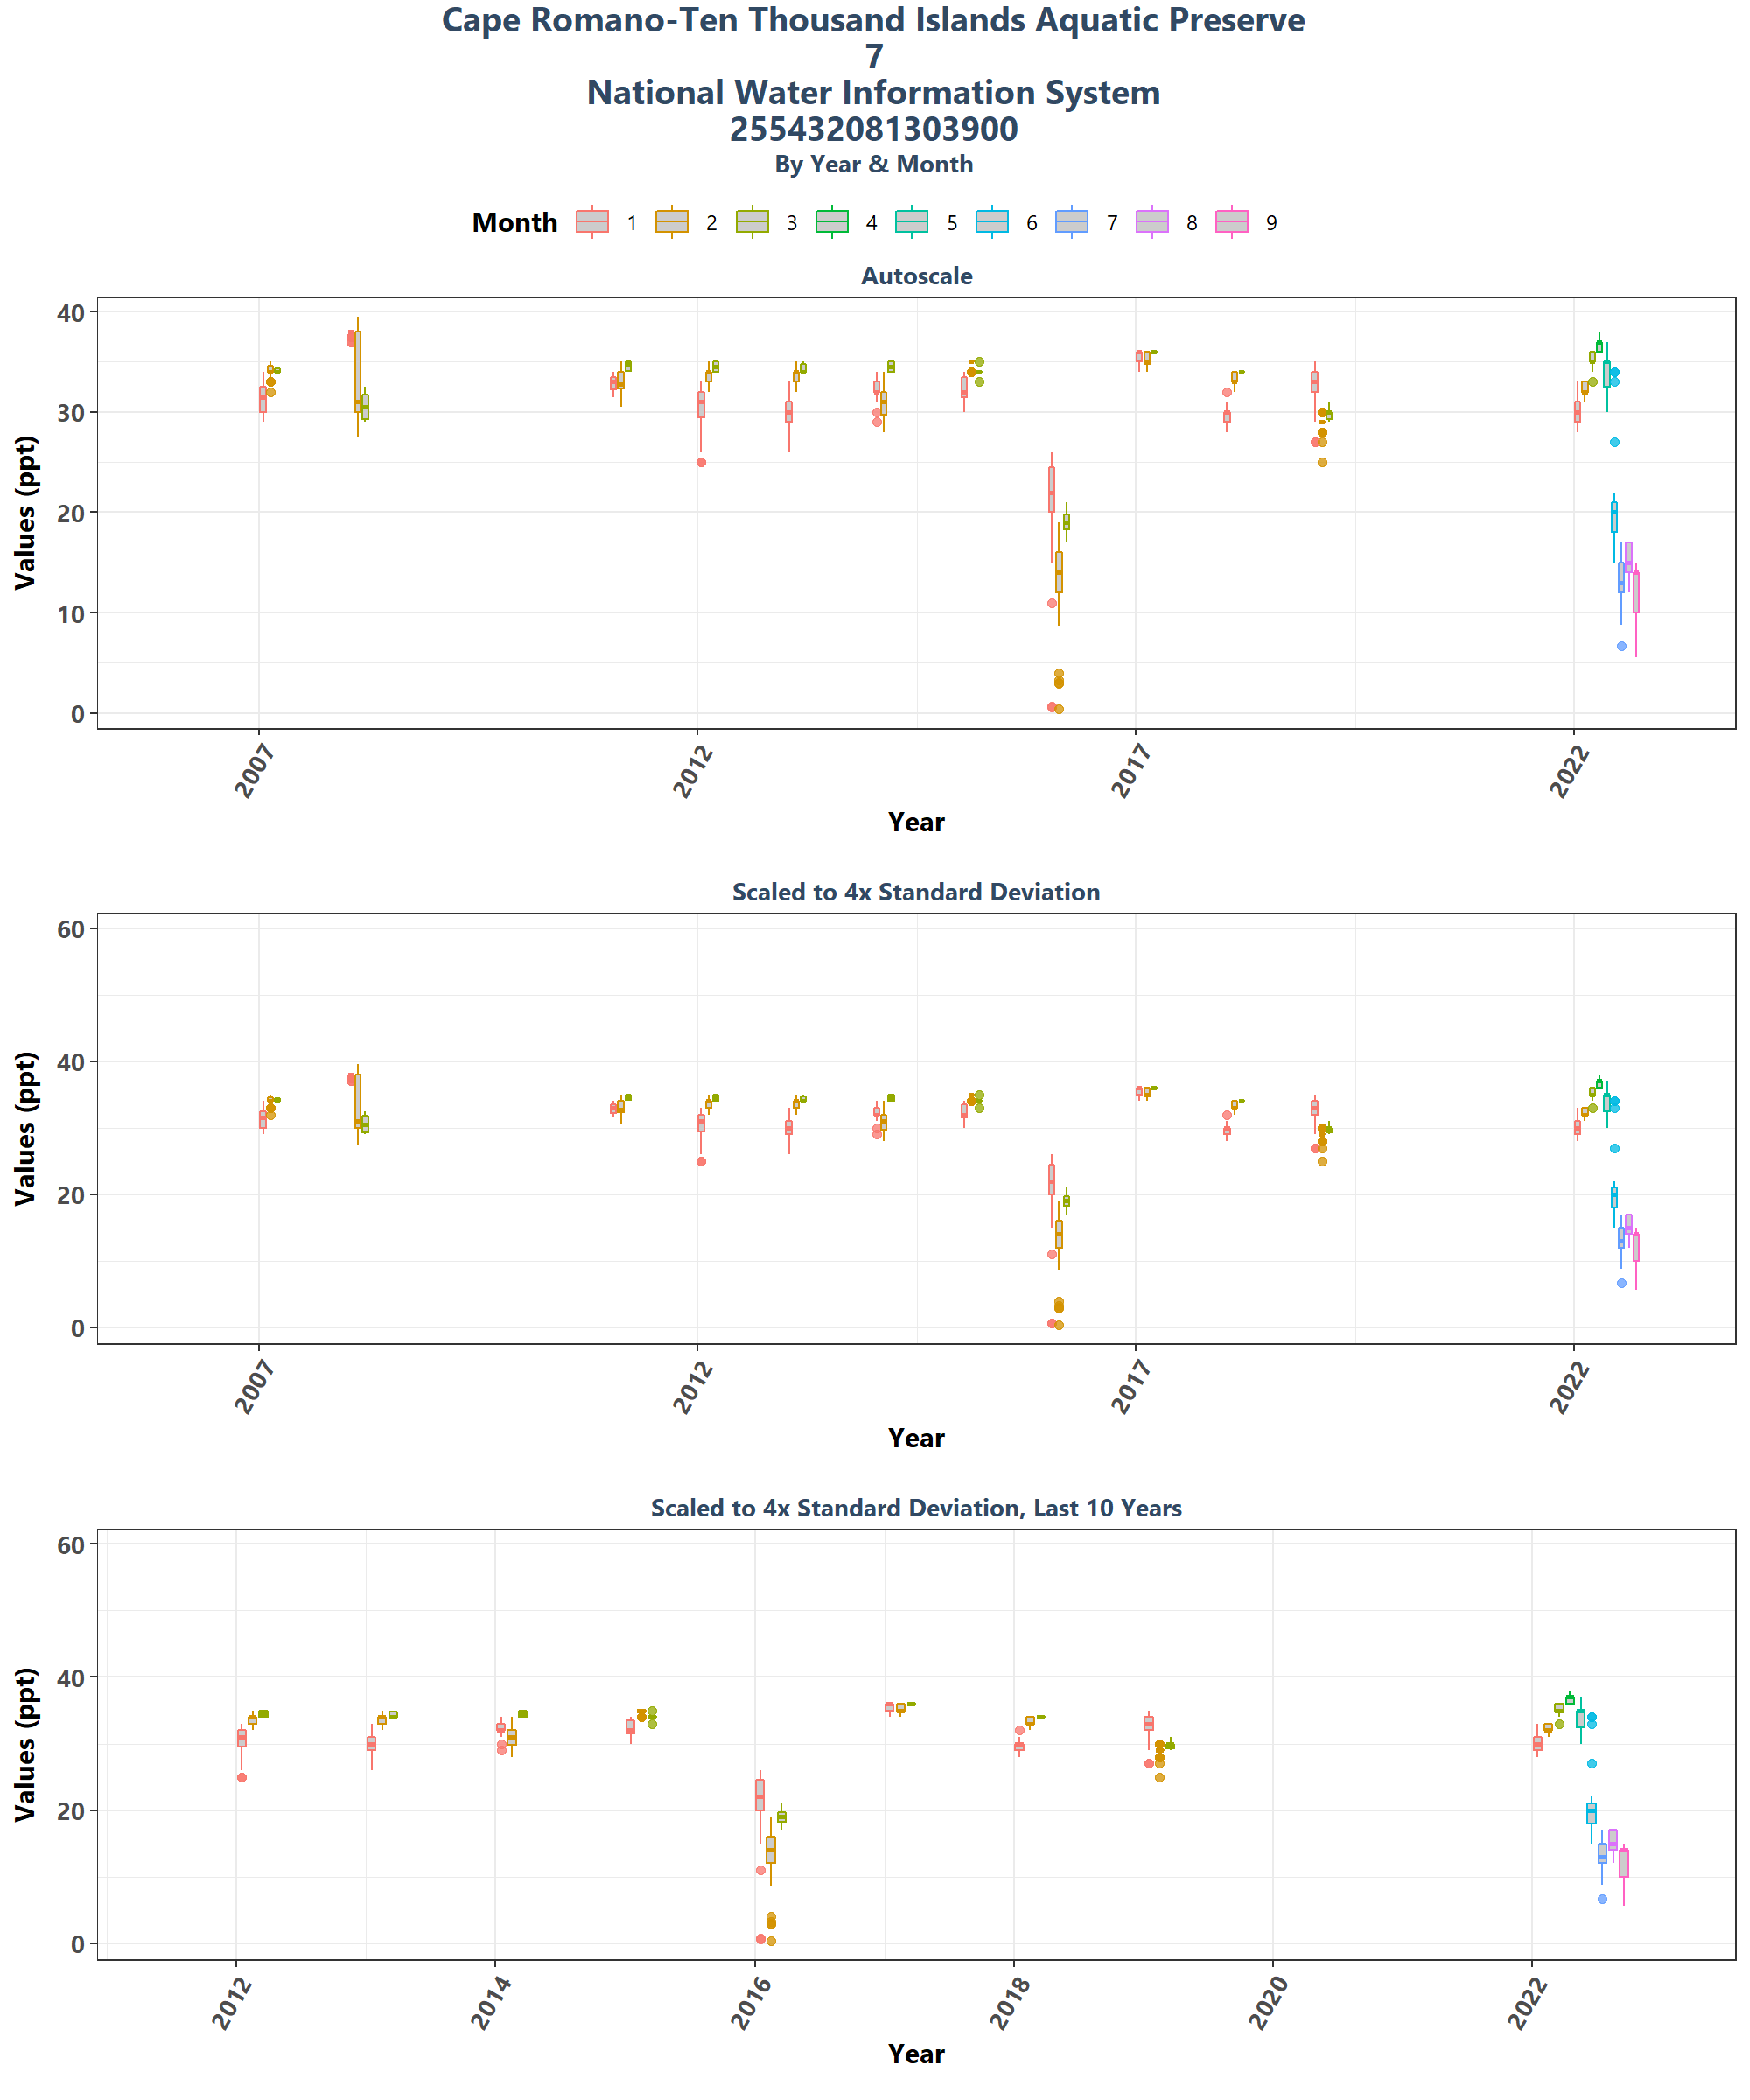 Cape Romano-Ten Thousand Islands Aquatic Preserve
7
National Water Information System
255432081303900
By Year & Month
Month 1 2 3 4 5 6 7 8 9
Autoscale
Values (ppt)
40
30
20
10
0
2007 2012 2017 2022
Year
Scaled to 4x Standard Deviation
Values (ppt)
60
40
20
0
2007 2012 2017 2022
Year
Scaled to 4x Standard Deviation, Last 10 Years
Values (ppt)
60
40
20
0
2012 2014 2016 2018 2020 2022
Year